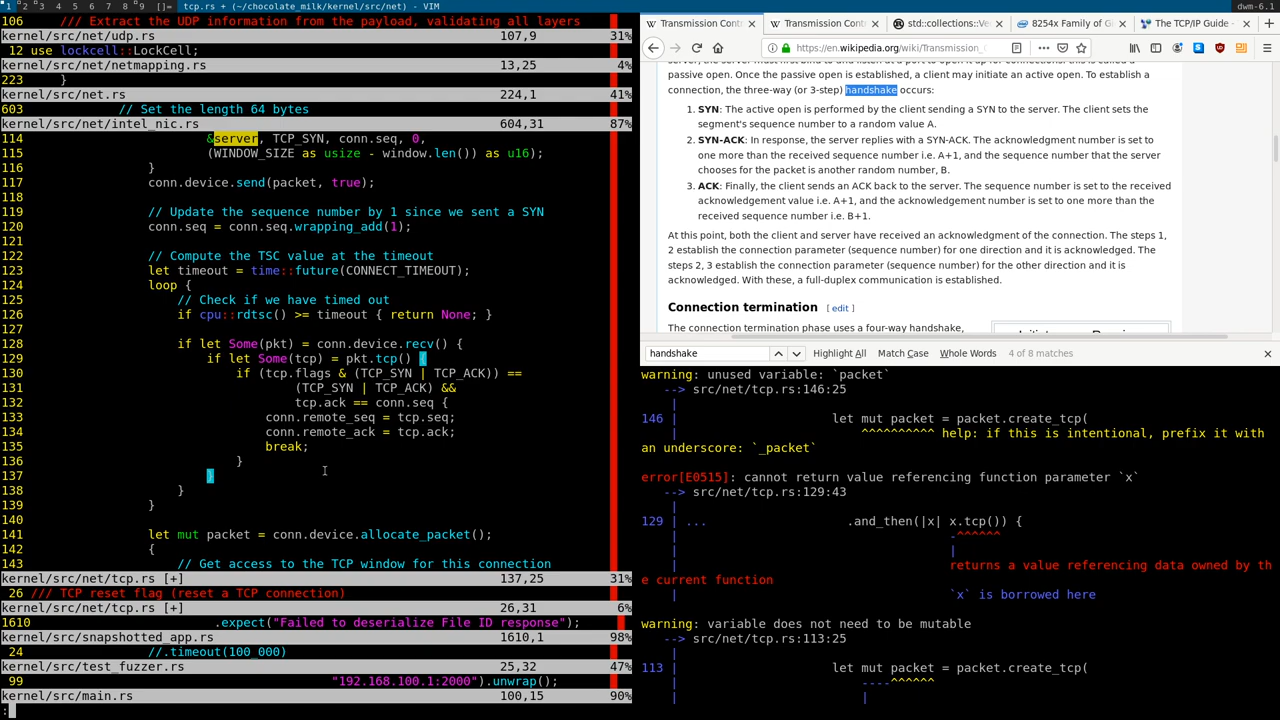 1 2 3 4 5 6 7 8 9 []= tcp.rs + (~/chocolate_milk/kernel/src/net) - VIM
dwm-6.1
106 /// Extract the UDP information from the payload, validating all layers
kernel/src/net/udp.rs 107,9 31%
12 use lockcell::LockCell;
kernel/src/net/netmapping.rs 13,25 4%
223 }
kernel/src/net.rs 224,1 41%
603 // Set the length 64 bytes
kernel/src/net/intel_nic.rs 604,31 87%
114 &server, TCP_SYN, conn.seq, 0,
115 (WINDOW_SIZE as usize - window.len()) as u16);
116 }
117 conn.device.send(packet, true);
118
119 // Update the sequence number by 1 since we sent a SYN
120 conn.seq = conn.seq.wrapping_add(1);
121
122 // Compute the TSC value at the timeout
123 let timeout = time::future(CONNECT_TIMEOUT);
124 loop {
125 // Check if we have timed out
126 if cpu::rdtsc() >= timeout { return None; }
127
128 if let Some(pkt) = conn.device.recv() {
129 if let Some(tcp) = pkt.tcp() {
130 if (tcp.flags & (TCP_SYN | TCP_ACK)) ==
131 (TCP_SYN | TCP_ACK) &&
132 tcp.ack == conn.seq {
133 conn.remote_seq = tcp.seq;
134 conn.remote_ack = tcp.ack;
135 break;
136 }
137 }
138 }
139 }
140
141 let mut packet = conn.device.allocate_packet();
142 {
143 // Get access to the TCP window for this connection
kernel/src/net/tcp.rs [+] 137,25 31%
26 /// TCP reset flag (reset a TCP connection)
kernel/src/net/tcp.rs [+] 26,31 6%
1610 .expect("Failed to deserialize File ID response");
kernel/src/snapshotted_app.rs 1610,1 98%
24 //.timeout(100_000)
kernel/src/test_fuzzer.rs 25,32 47%
99 "192.168.100.1:2000").unwrap();
kernel/src/main.rs 100,15 90%
:
Transmission Contr
Transmission Cont
std::collections::Ve
8254x Family of Gi
The TCP/IP Guide -
https://en.wikipedia.org/wiki/Transmission_
passive open. Once the passive open is established, a client may initiate an active open. To establish a
connection, the three-way (or 3-step) handshake occurs:
1. SYN: The active open is performed by the client sending a SYN to the server. The client sets the
segment's sequence number to a random value A.
2. SYN-ACK: In response, the server replies with a SYN-ACK. The acknowledgment number is set to
one more than the received sequence number i.e. A+1, and the sequence number that the server
chooses for the packet is another random number, B.
3. ACK: Finally, the client sends an ACK back to the server. The sequence number is set to the received
acknowledgement value i.e. A+1, and the acknowledgement number is set to one more than the
received sequence number i.e. B+1.
At this point, both the client and server have received an acknowledgment of the connection. The steps 1,
2 establish the connection parameter (sequence number) for one direction and it is acknowledged. The
steps 2, 3 establish the connection parameter (sequence number) for the other direction and it is
acknowledged. With these, a full-duplex communication is established.
Connection termination [ edit ]
The connection termination phase uses a four-way handshake,
handshake
Highlight All Match Case Whole Words 4 of 8 matches
warning: unused variable: `packet`
--> src/net/tcp.rs:146:25
|
146 | let mut packet = packet.create_tcp(
| ^^^^^^^^^^ help: if this is intentional, prefix it with
an underscore: `_packet`
error[E0515]: cannot return value referencing function parameter `x`
--> src/net/tcp.rs:129:43
|
129 | ... .and_then(|x| x.tcp()) {
| -^^^^^^
| |
| returns a value referencing data owned by th
e current function
| `x` is borrowed here
warning: variable does not need to be mutable
--> src/net/tcp.rs:113:25
|
113 | let mut packet = packet.create_tcp(
| ----^^^^^^
| |